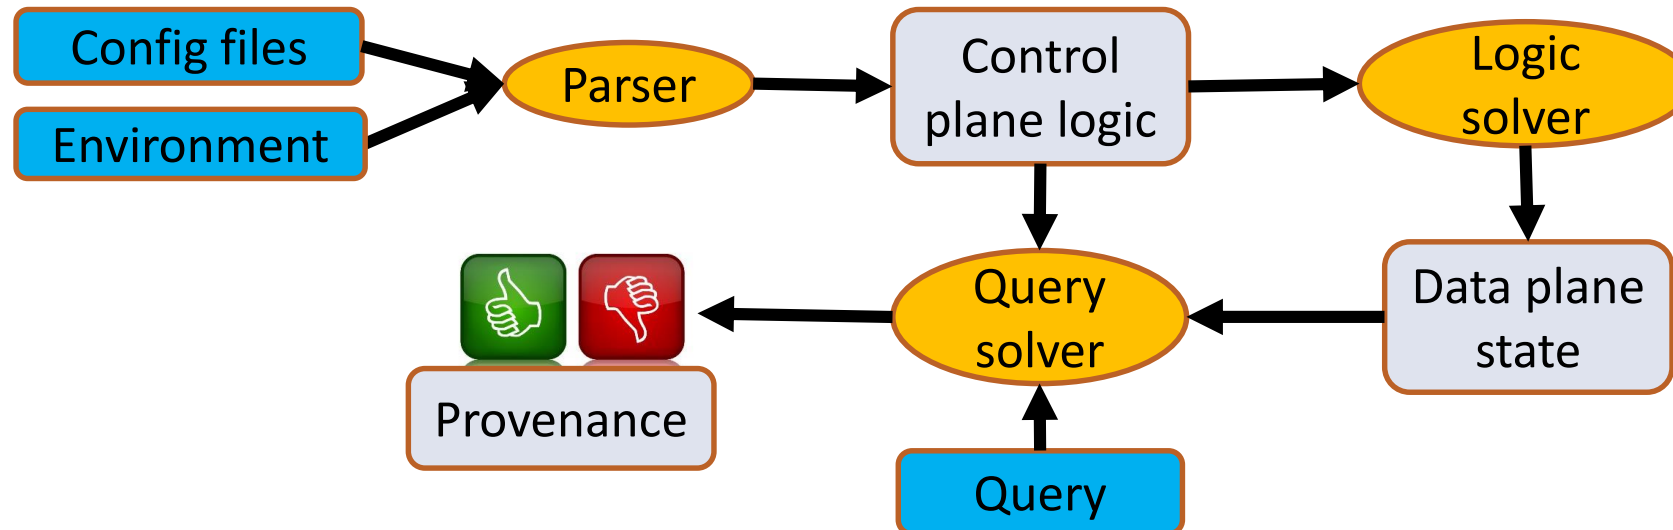 Config files
Environment
Parser
Control
plane logic
Logic
solver
Query
solver
Data plane
state
Provenance
Query